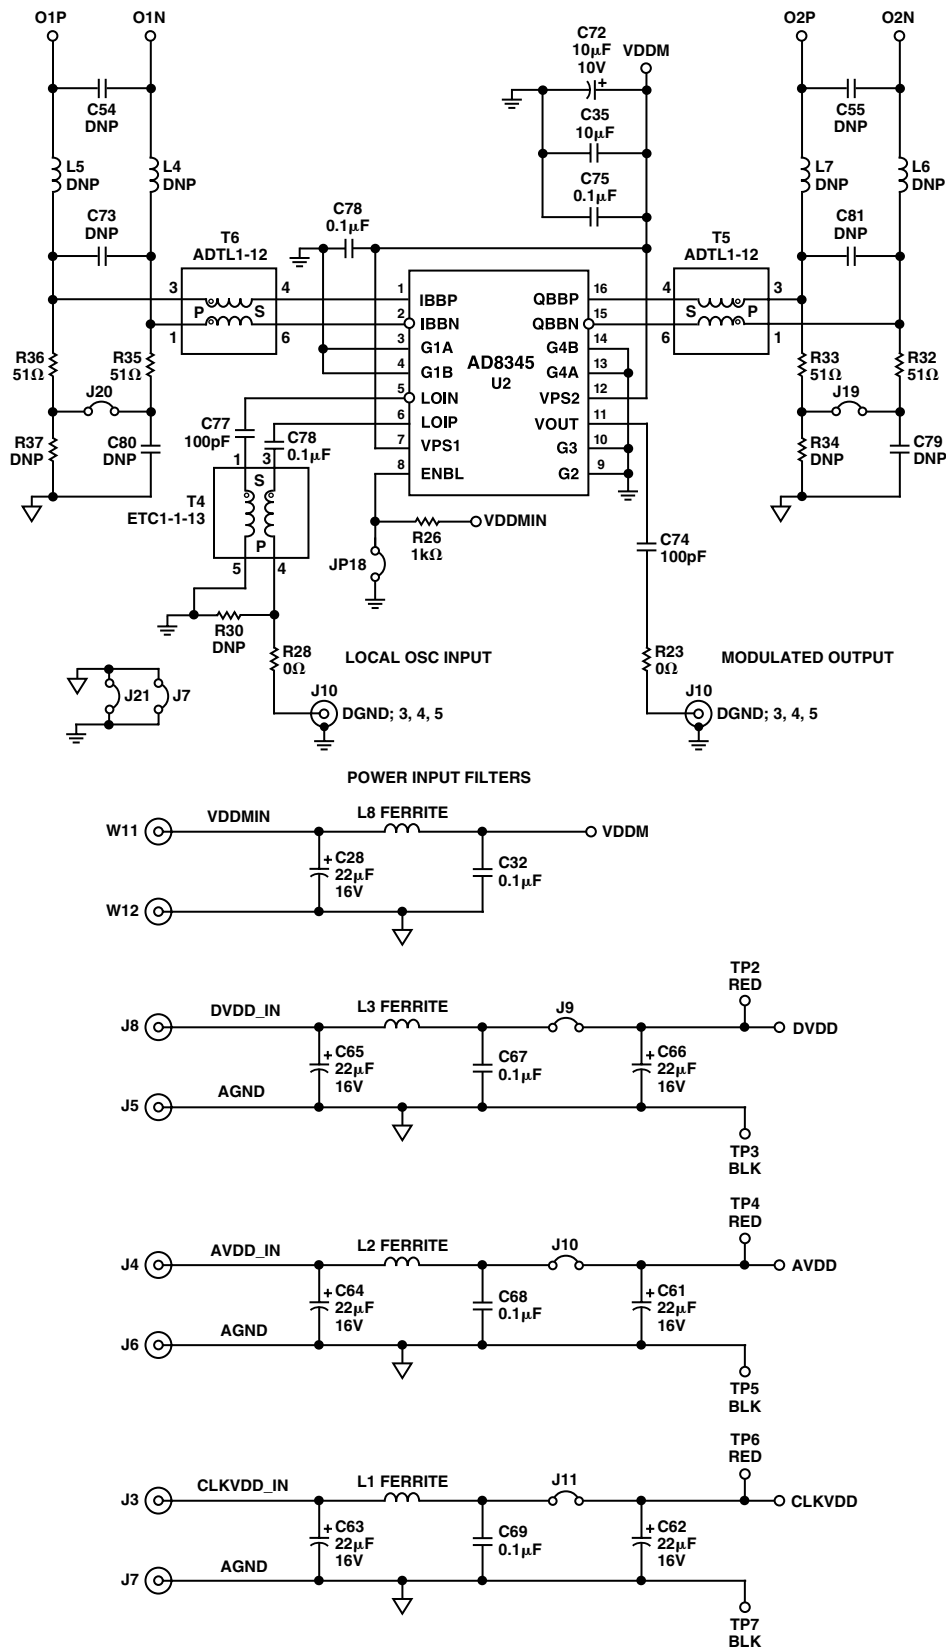 O1P
O1N
O2P
O2N
C72
10μF
10V
VDDM
C54
DNP
C35
10μF
C55
DNP
L5
DNP
L4
DNP
C75
0.1μF
L7
DNP
L6
DNP
C73
DNP
C78
0.1μF
C81
DNP
T6
ADTL1-12
T5
ADTL1-12
3
4
P
S
1
6
4
3
S
P
6
1
1
IBBP
2
IBBN
3
G1A
4
G1B
5
LOIN
6
LOIP
7
VPS1
8
ENBL
AD8345
U2
QBBP
16
QBBN
15
G4B
14
G4A
13
VPS2
12
VOUT
11
G3
10
G2
9
R36
51Ω
R35
51Ω
J20
R37
DNP
C80
DNP
R33
51Ω
R32
51Ω
J19
R34
DNP
C79
DNP
C77
100pF
C78
0.1μF
1
3
S
T4
ETC1-1-13
P
5
4
R26
1kΩ
VDDMIN
JP18
C74
100pF
R30
DNP
R28
0Ω
LOCAL OSC INPUT
R23
0Ω
MODULATED OUTPUT
J21
J7
J10
DGND; 3, 4, 5
J10
DGND; 3, 4, 5
POWER INPUT FILTERS
W11
VDDMIN
L8 FERRITE
VDDM
+
C28
22μF
16V
C32
0.1μF
W12
TP2
RED
J8
DVDD_IN
L3 FERRITE
J9
DVDD
+
C65
22μF
16V
C67
0.1μF
+
C66
22μF
16V
J5
AGND
TP3
BLK
TP4
RED
J4
AVDD_IN
L2 FERRITE
J10
AVDD
+
C64
22μF
16V
C68
0.1μF
+
C61
22μF
16V
J6
AGND
TP5
BLK
TP6
RED
J3
CLKVDD_IN
L1 FERRITE
J11
CLKVDD
+
C63
22μF
16V
C69
0.1μF
+
C62
22μF
16V
J7
AGND
TP7
BLK